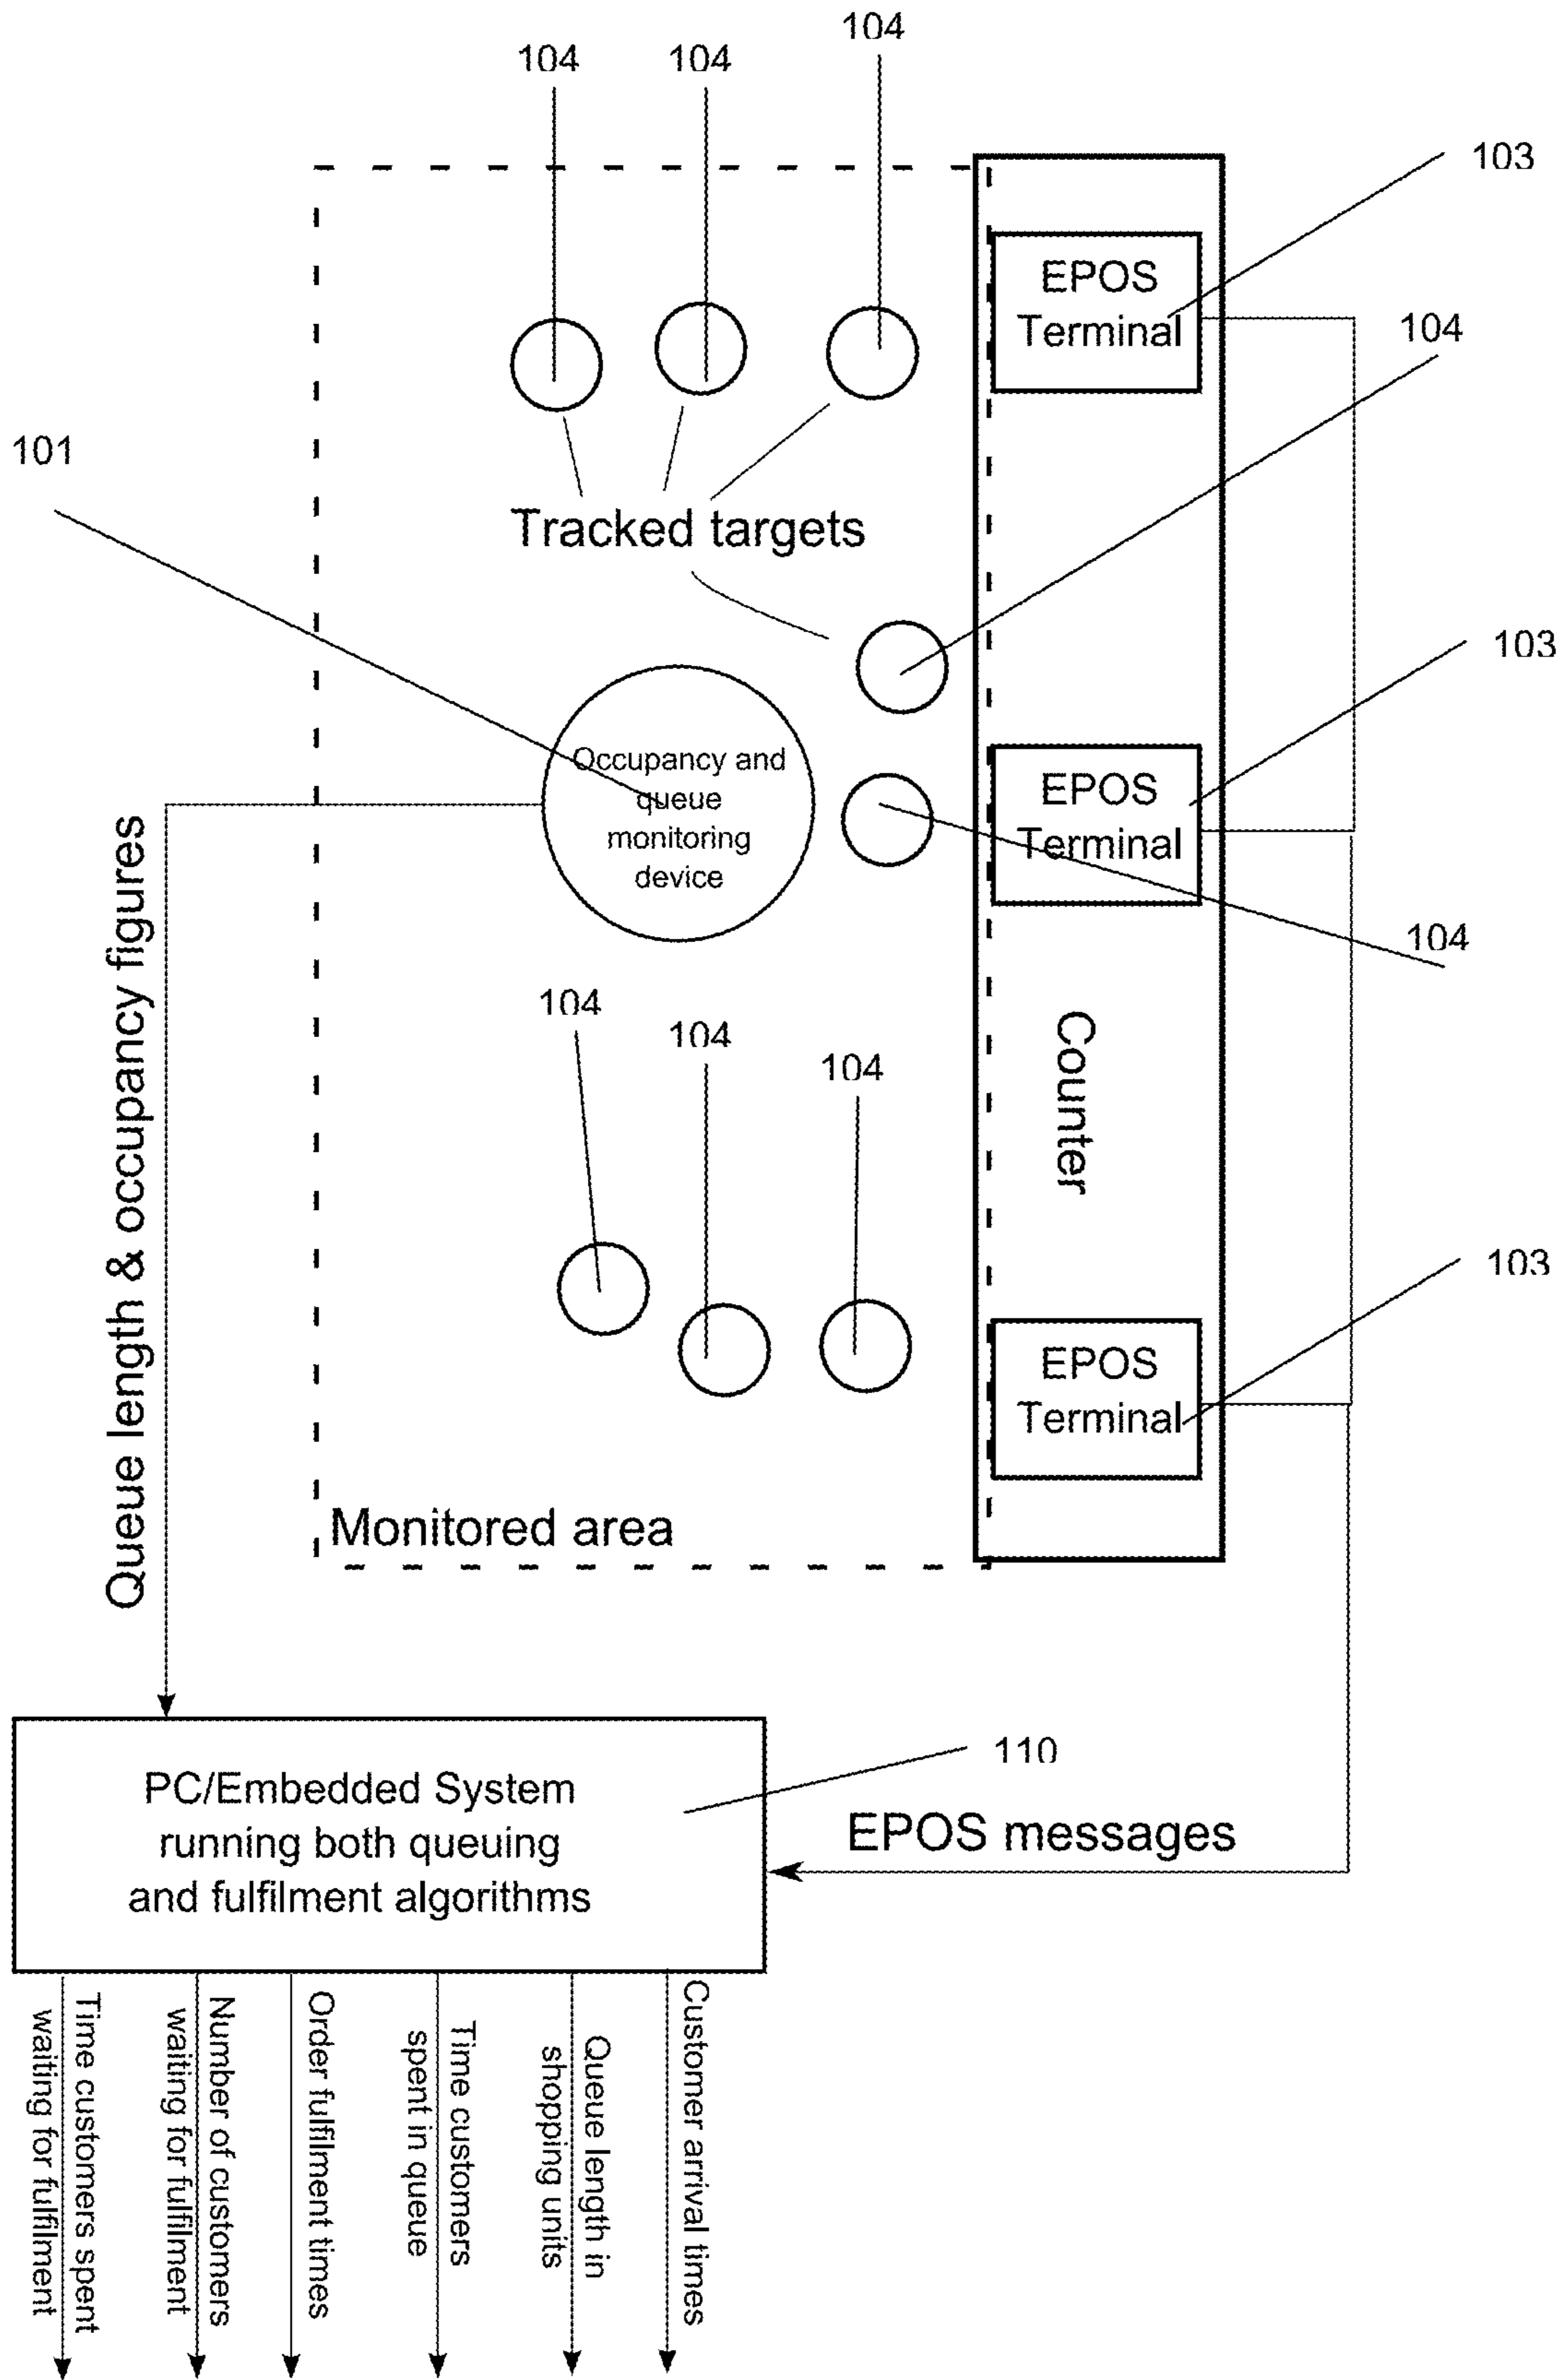 104
104
104
103
EPOS
Terminal
104
101
Tracked targets
103
Occupancy and
queue
monitoring
device
EPOS
Terminal
104
Queue length & occupancy figures
104
104
104
Counter
103
EPOS
Terminal
Monitored area
110
PC/Embedded System
running both queuing
and fulfilment algorithms
EPOS messages
Time customers spent
waiting for fulfilment
Number of customers
waiting for fulfilment
Order fulfilment times
Time customers
spent in queue
Queue length in
shopping units
Customer arrival times